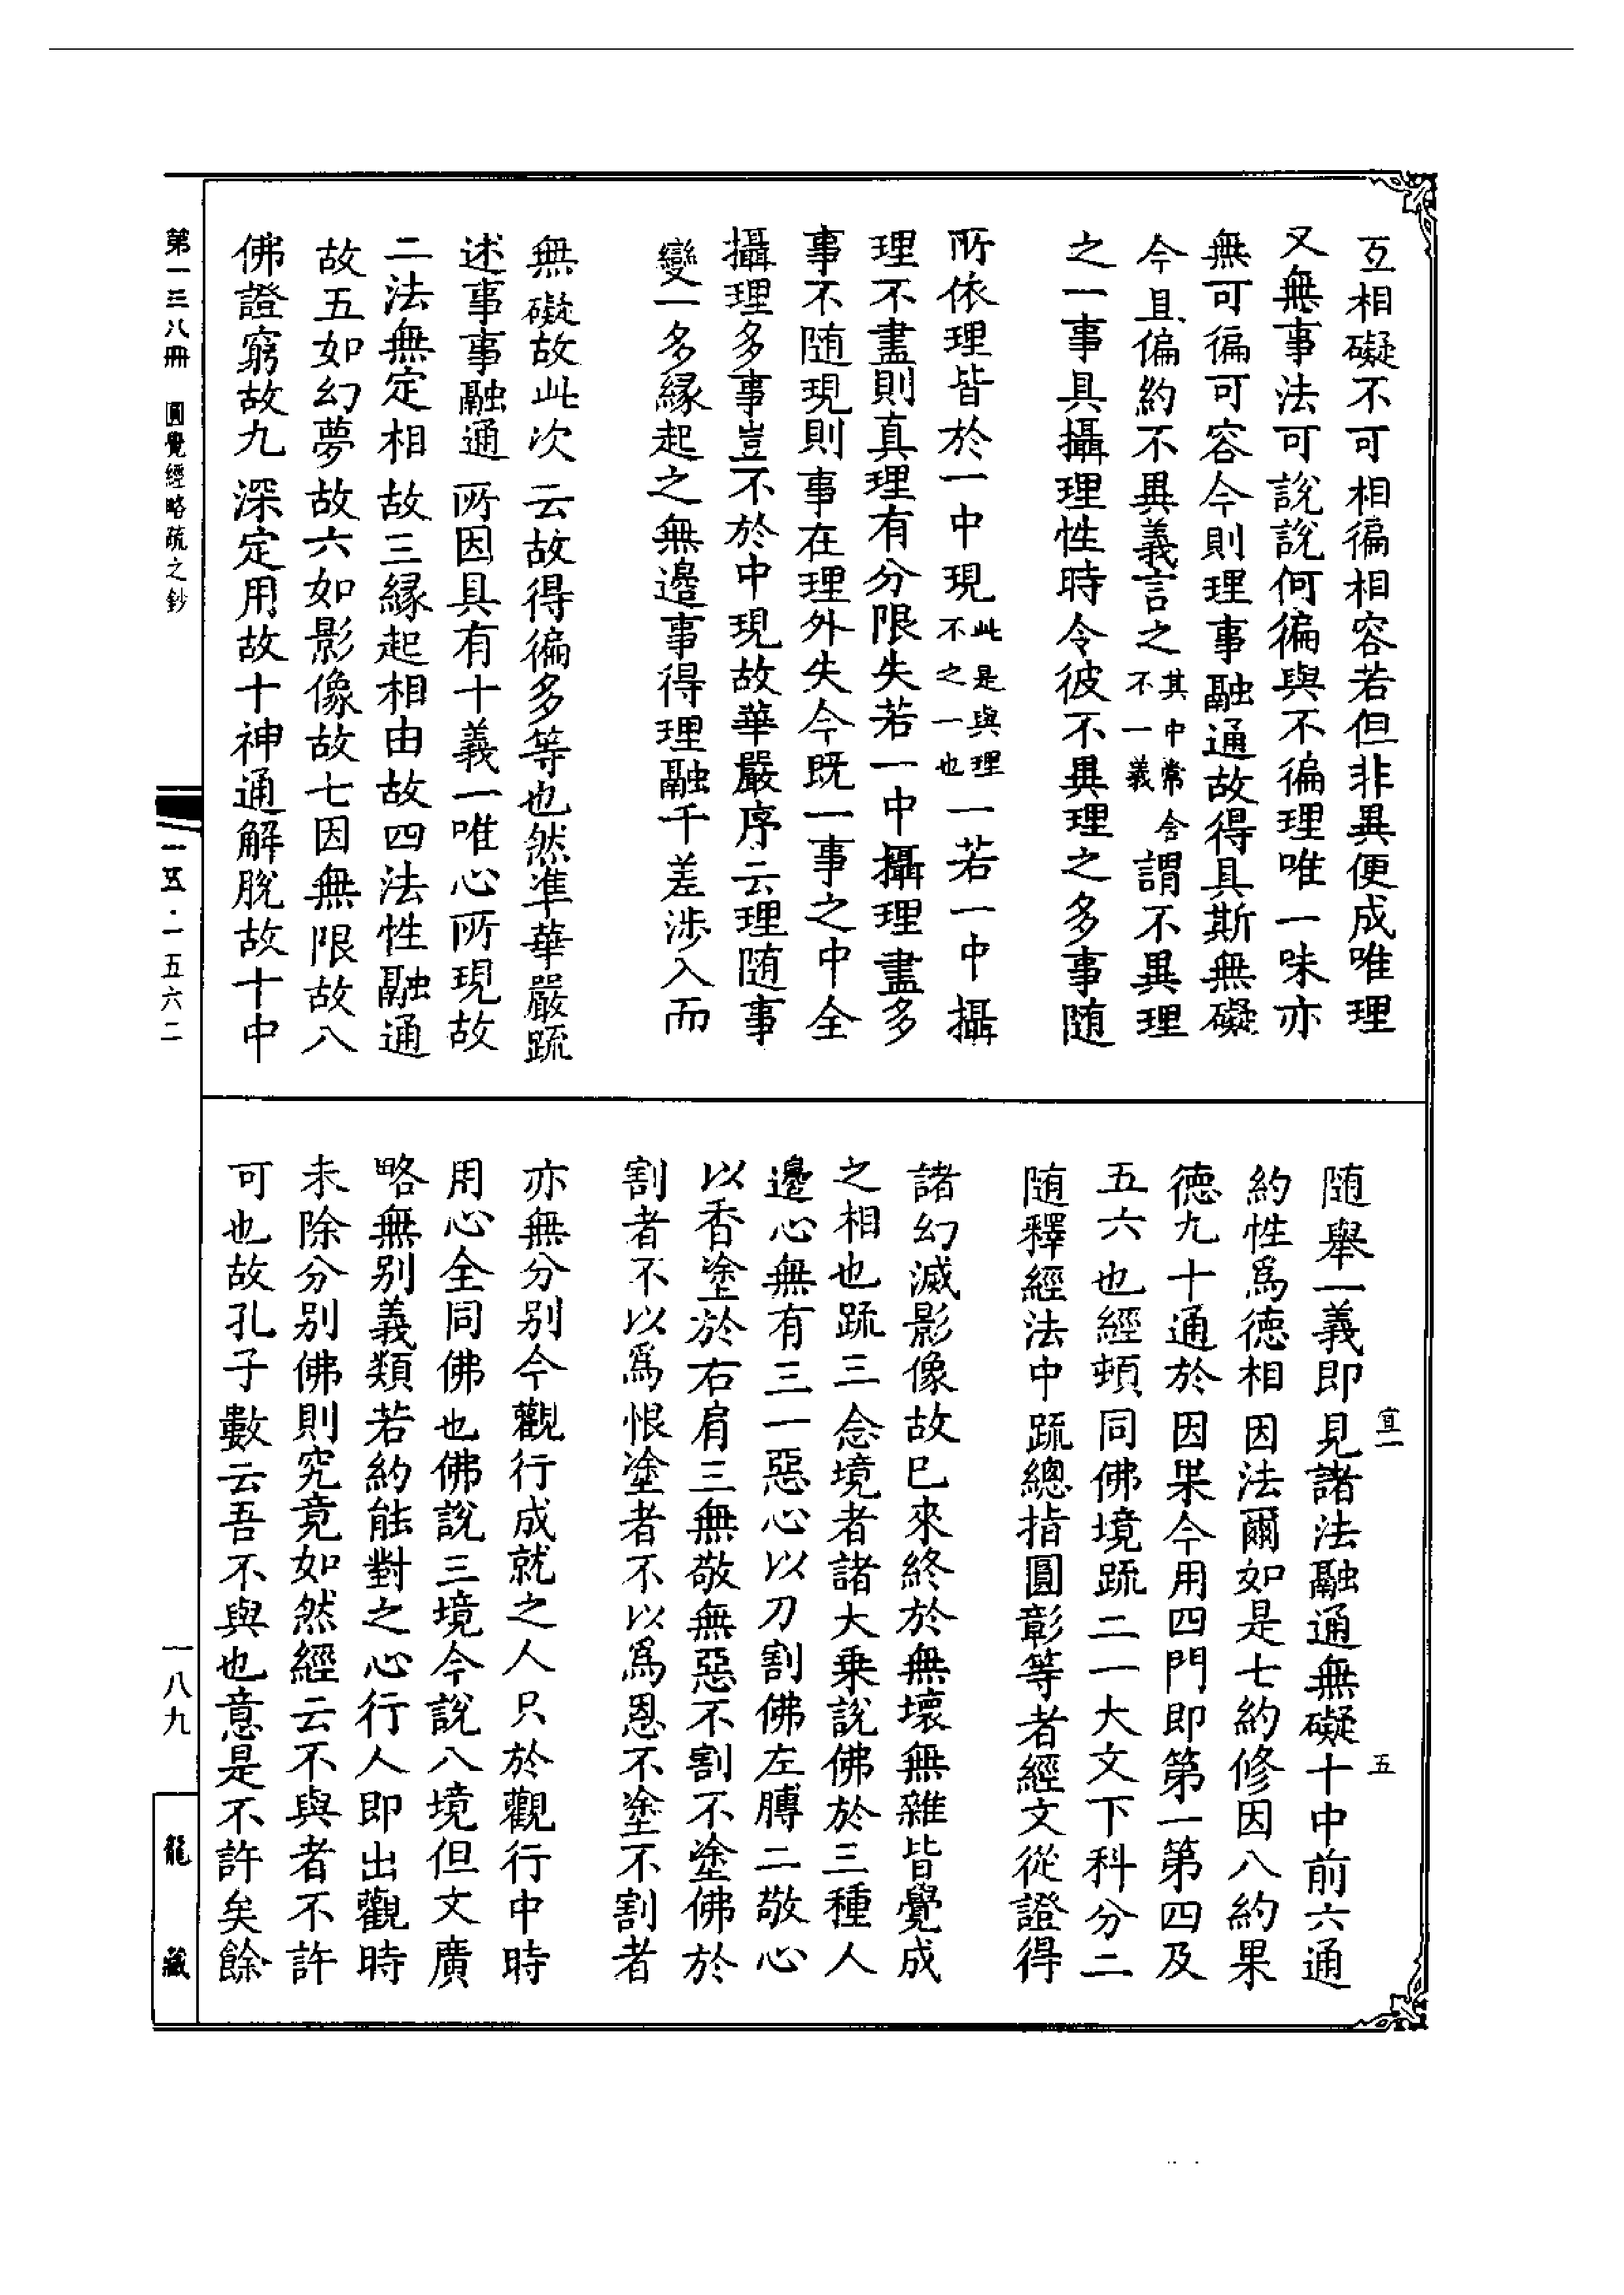 互相礙不可相徧相容若但非異便成唯理
又無事法可說說何徧與不徧理唯一味亦
無可徧可容今則理事融通故得具斯無礙
今且偏約不異義言之其中常含不一義謂不異理
之一事具攝理性時令彼不異理之多事隨
所依理皆於一中現此是與理不之一也一若一中攝
理不盡則真理有分限失若一中攝理盡多
事不隨現則事在理外失今既一事之中全
攝理多事豈不於中現故華嚴序云理隨事
變一多緣起之無邊事得理融千差涉入而
無礙故此次云故得徧多等也然準華嚴疏
述事事融通所因具有十義一唯心所現故
二法無定相故三緣起相由故四法性融通
故五如幻夢故六如影像故七因無限故八
佛證窮故九深定用故十神通解脫故十中
隨舉一義即見諸法融通無礙十中前六通
約性爲德相因法爾如是七約修因八約果
德九十通於因果今用四門即第一第四及
五六也經頓同佛境疏二一大文下科分二
隨釋經法中疏總指圓彰等者經文從證得
諸幻滅影像故已來終於無壞無雜皆覺成
之相也疏三念境者諸大乘說佛於三種人
邊心無有三一惡心以刀割佛左膊二敬心
以香塗於右肩三無敬無惡不割不塗佛於
割者不以爲恨塗者不以爲恩不塗不割者
亦無分別今觀行成就之人只於觀行中時
用心全同佛也佛說三境今說八境但文廣
略無別義類若約能對之心行人即出觀時
未除分別佛則究竟如然經云不與者不許
可也故孔子數云吾不與也意是不許矣餘
宜一
五
第一三八冊 圓覺經略疏之鈔
一五·一五六二
一八九
龍藏